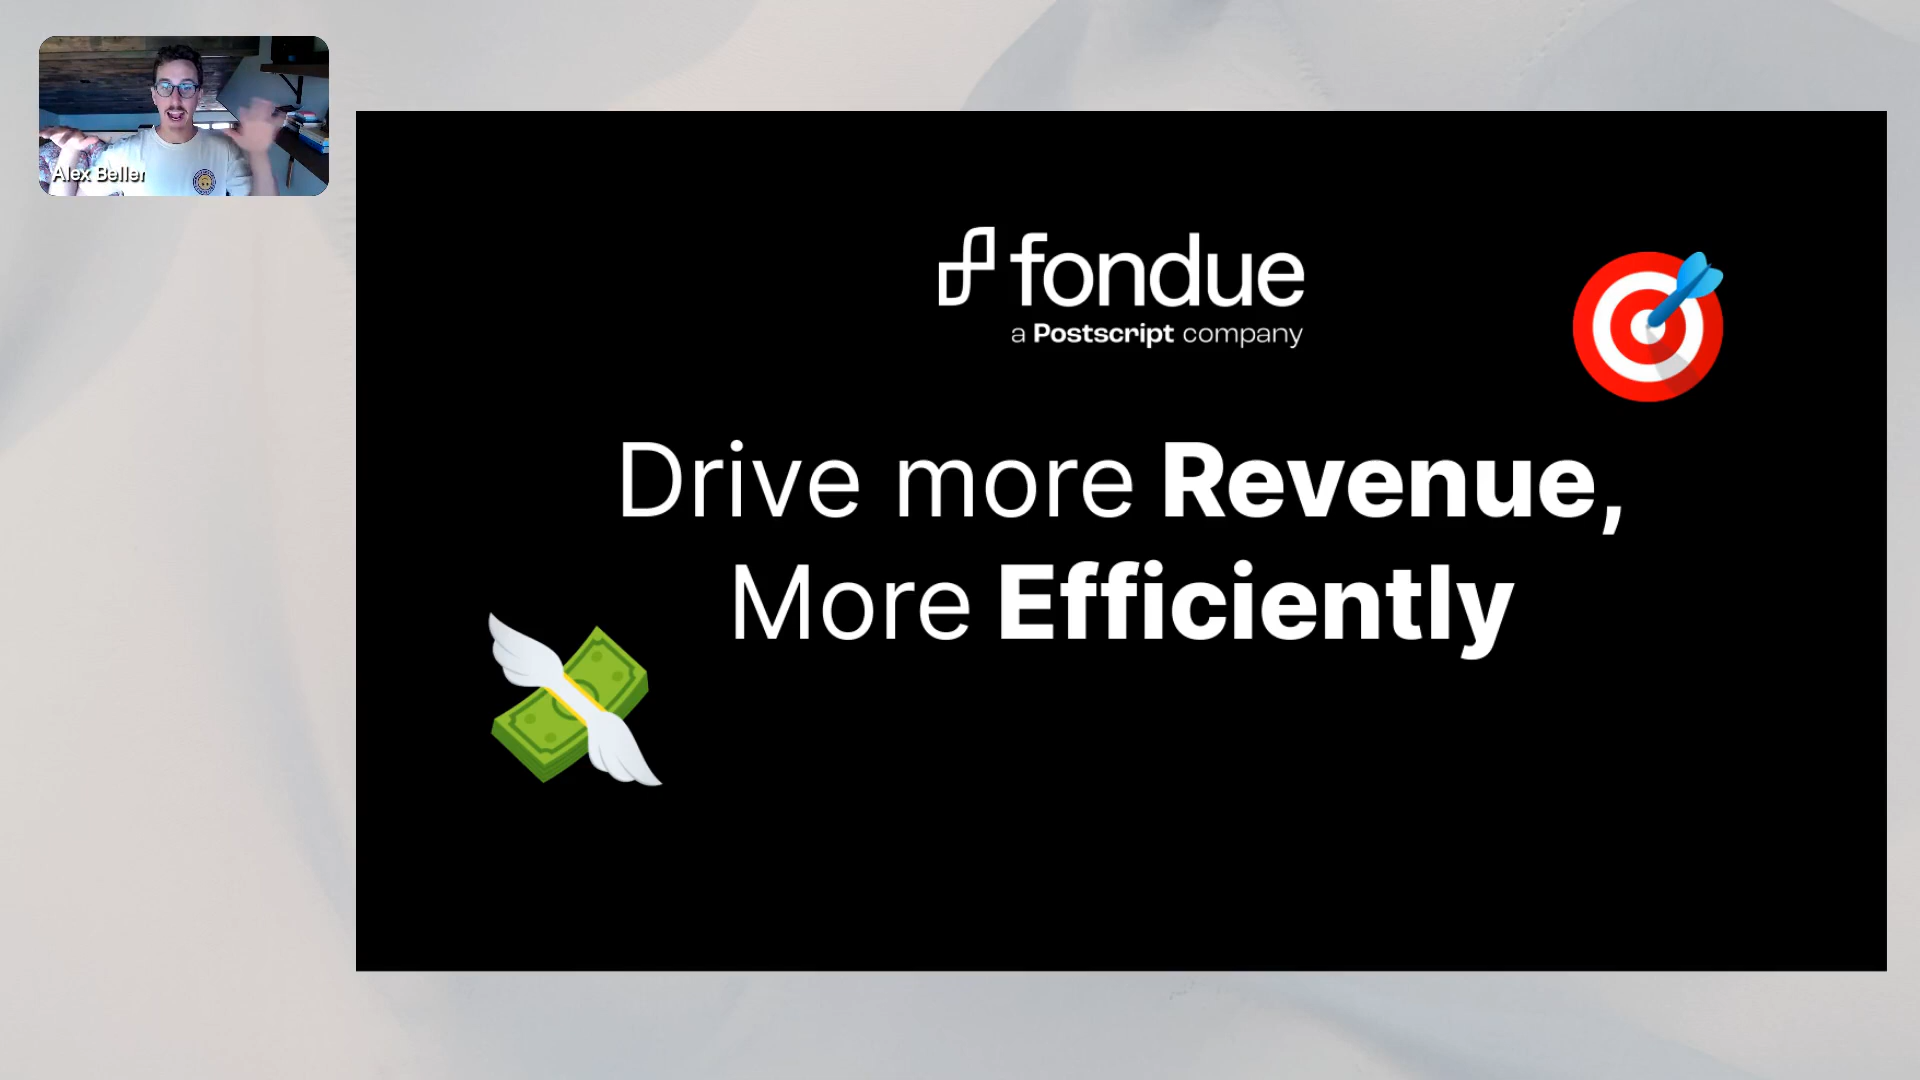 Alex Beller
fondue
a Postscript company
Drive more Revenue,
More Efficiently